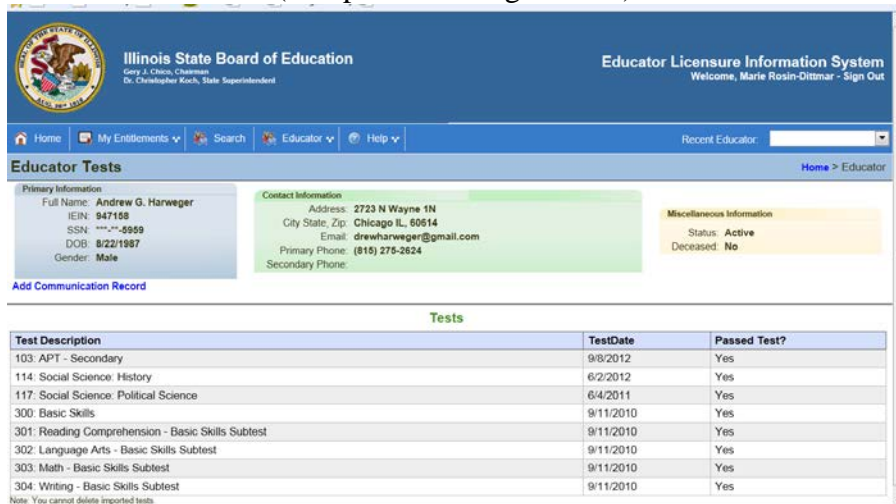 Illinois State Board of Education
Gery J. Chico, Chairman
Dr. Christopher Koch, State Superintendent
Educator Licensure Information System
Welcome, Marie Rosin-Dittmar - Sign Out
Home My Entitlements Search Educator Help Recent Educator:
Educator Tests Home > Educator
Primary Information
Full Name: Andrew G. Harweger
IEIN: 947158
SSN: ***-**-5959
DOB: 8/22/1987
Gender: Male
Contact Information
Address: 2723 N Wayne 1N
City State, Zip: Chicago IL, 60614
Email: drewharweger@gmail.com
Primary Phone: (815) 275-2624
Secondary Phone:
Miscellaneous Information
Status: Active
Deceased: No
Add Communication Record
Tests
Test Description TestDate Passed Test?
103: APT - Secondary 9/8/2012 Yes
114: Social Science: History 6/2/2012 Yes
117: Social Science: Political Science 6/4/2011 Yes
300: Basic Skills 9/11/2010 Yes
301: Reading Comprehension - Basic Skills Subtest 9/11/2010 Yes
302: Language Arts - Basic Skills Subtest 9/11/2010 Yes
303: Math - Basic Skills Subtest 9/11/2010 Yes
304: Writing - Basic Skills Subtest 9/11/2010 Yes
Note: You cannot delete imported tests.